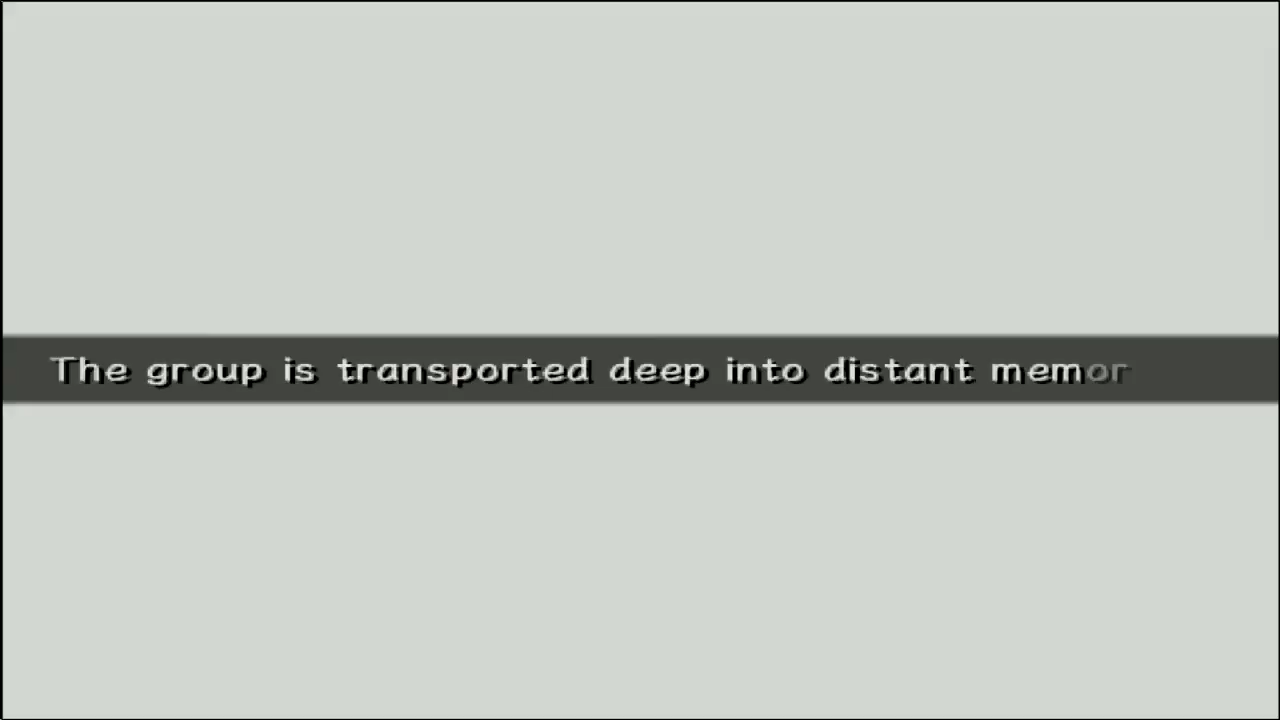 The group is transported deep into distant memor